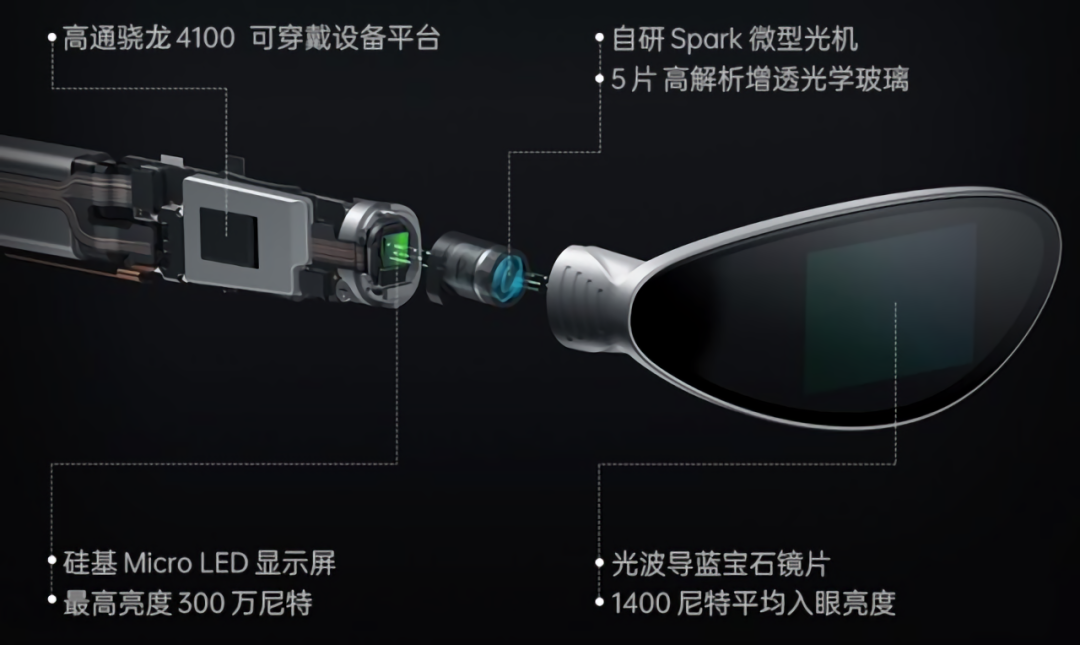 高通骁龙 4100 可穿戴设备平台
自研 Spark 微型光机
5 片 高解析增透光学玻璃
硅基 Micro LED 显示屏
最高亮度 300 万尼特
光波导蓝宝石镜片
1400 尼特平均入眼亮度